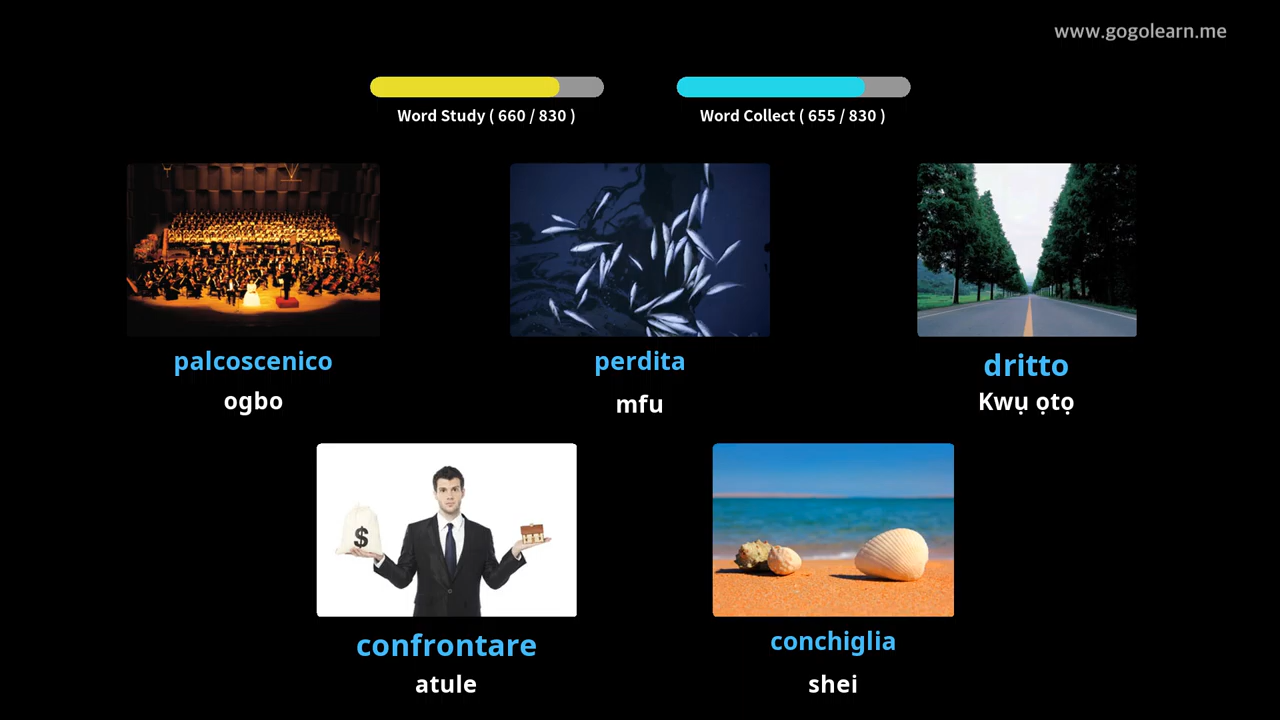 www.gogolearn.me
Word Study ( 660 / 830 )
Word Collect ( 655 / 830 )
palcoscenico
ogbo
perdita
mfu
dritto
Kwụ ọtọ
$
confrontare
atule
conchiglia
shei